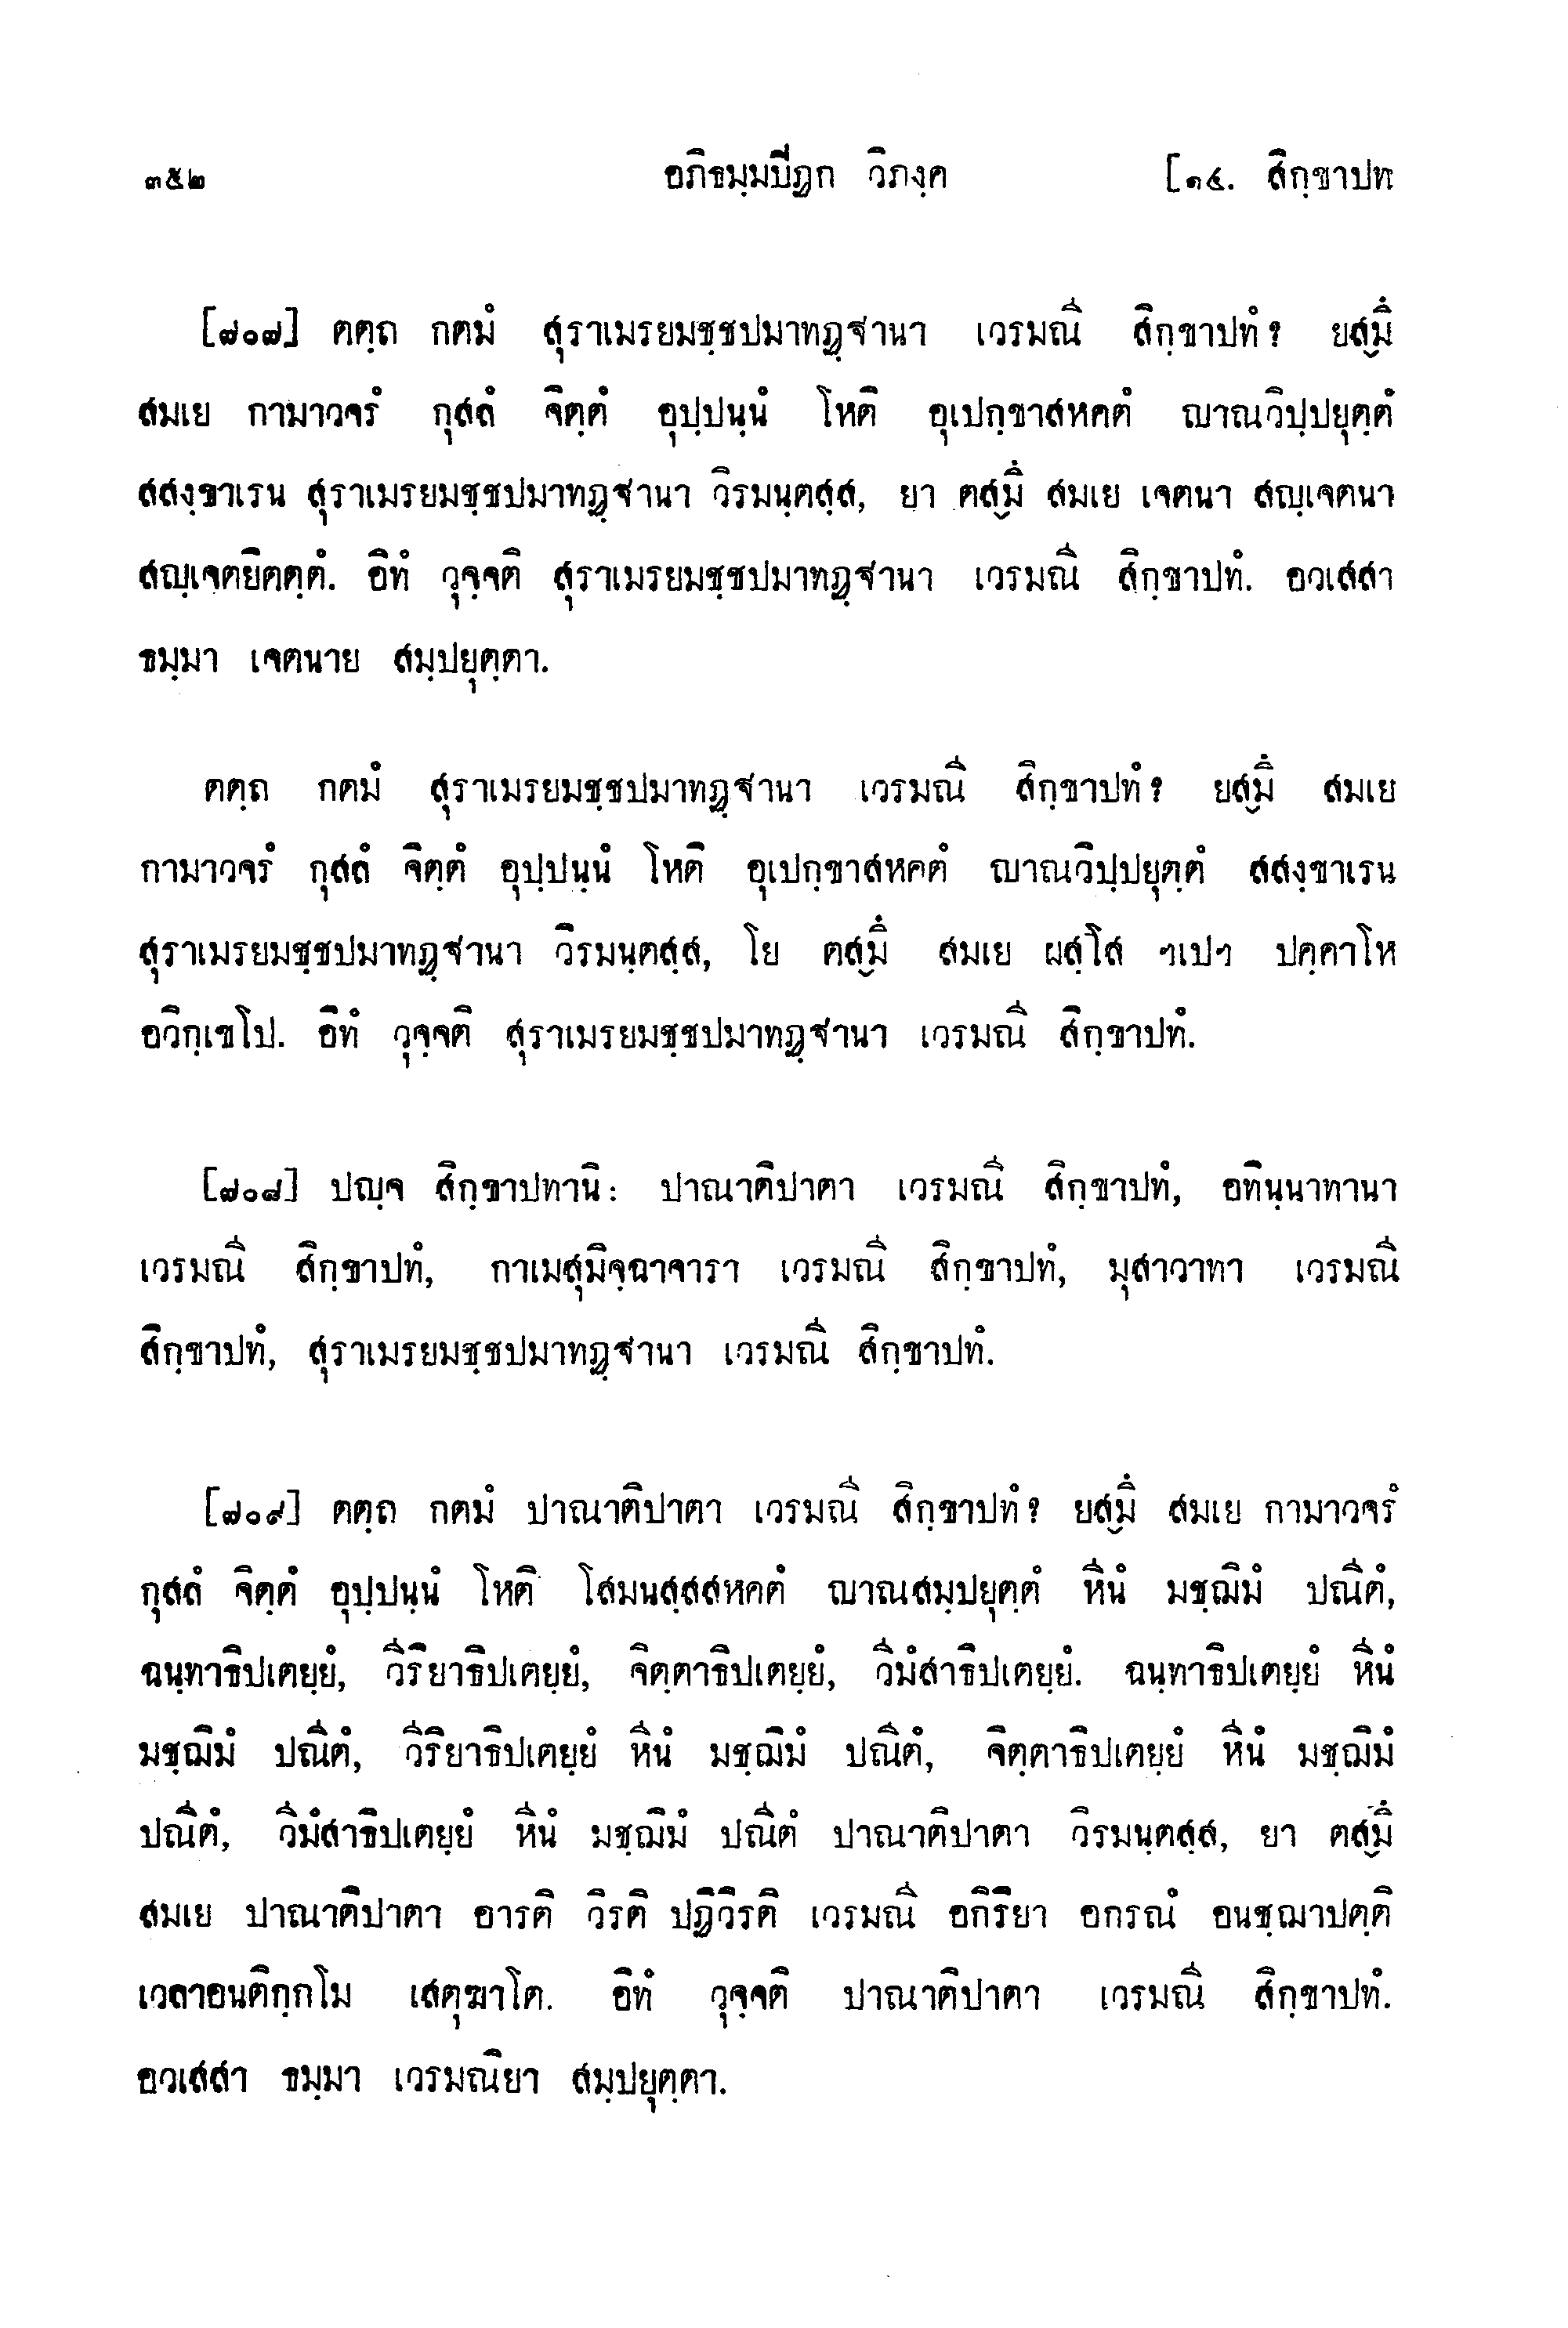 ๓๕๒ อภิธมฺมปีฏก วิภงฺค [๑๔. สิกฺขาปท
[๗๐๗] ตตฺถ กตมํ สุราเมรยมชฺชปมาทฏฺฐานา เวรมณี สิกฺขาปทํ? ยสฺมึ
สมเย กามาวจรํ กุสลํ จิตฺตํ อุปฺปนฺนํ โหติ อุเปกฺขาสหคตํ ญาณวิปฺปยุตฺตํ
สสงฺขาเรน สุราเมรยมชฺชปมาทฏฺฐานา วิรมนฺตสฺส, ยา ตสฺมึ สมเย เจตนา สญฺเจตนา
สญฺเจตยิตตฺตํ. อิทํ วุจฺจติ สุราเมรยมชฺชปมาทฏฺฐานา เวรมณี สิกฺขาปทํ. อวเสสา
ธมฺมา เจตนาย สมฺปยุตฺตา.
ตตฺถ กตมํ สุราเมรยมชฺชปมาทฏฺฐานา เวรมณี สิกฺขาปทํ? ยสฺมึ สมเย
กามาวจรํ กุสลํ จิตฺตํ อุปฺปนฺนํ โหติ อุเปกฺขาสหคตํ ญาณวิปฺปยุตฺตํ สสงฺขาเรน
สุราเมรยมชฺชปมาทฏฺฐานา วิรมนฺตสฺส, โย ตสฺมึ สมเย ผสฺโส ฯเปฯ ปคฺคาโห
อวิกฺเขโป. อิทํ วุจฺจติ สุราเมรยมชฺชปมาทฏฺฐานา เวรมณี สิกฺขาปทํ.
[๗๐๘] ปญฺจ สิกฺขาปทานิ: ปาณาติปาตา เวรมณี สิกฺขาปทํ, อทินฺนาทานา
เวรมณี สิกฺขาปทํ, กาเมสุมิจฺฉาจารา เวรมณี สิกฺขาปทํ, มุสาวาทา เวรมณี
สิกฺขาปทํ, สุราเมรยมชฺชปมาทฏฺฐานา เวรมณี สิกฺขาปทํ.
[๗๐๙] ตตฺถ กตมํ ปาณาติปาตา เวรมณี สิกฺขาปทํ? ยสฺมึ สมเย กามาวจรํ
กุสลํ จิตฺตํ อุปฺปนฺนํ โหติ โสมนสฺสสหคตํ ญาณสมฺปยุตฺตํ หีนํ มชฺฌิมํ ปณีตํ,
ฉนฺทาธิปเตยฺยํ, วีริยาธิปเตยฺยํ, จิตฺตาธิปเตยฺยํ, วีมํสาธิปเตยฺยํ. ฉนฺทาธิปเตยฺยํ หีนํ
มชฺฌิมํ ปณีตํ, วีริยาธิปเตยฺยํ หีนํ มชฺฌิมํ ปณีตํ, จิตฺตาธิปเตยฺยํ หีนํ มชฺฌิมํ
ปณีตํ, วีมํสาธิปเตยฺยํ หีนํ มชฺฌิมํ ปณีตํ ปาณาติปาตา วิรมนฺตสฺส, ยา ตสฺมึ
สมเย ปาณาติปาตา อารติ วิรติ ปฏิวิรติ เวรมณี อกิริยา อกรณํ อนชฺฌาปตฺติ
เวลาอนติกฺกโม เสตุฆาโต. อิทํ วุจฺจติ ปาณาติปาตา เวรมณี สิกฺขาปทํ.
อวเสสา ธมฺมา เวรมณิยา สมฺปยุตฺตา.